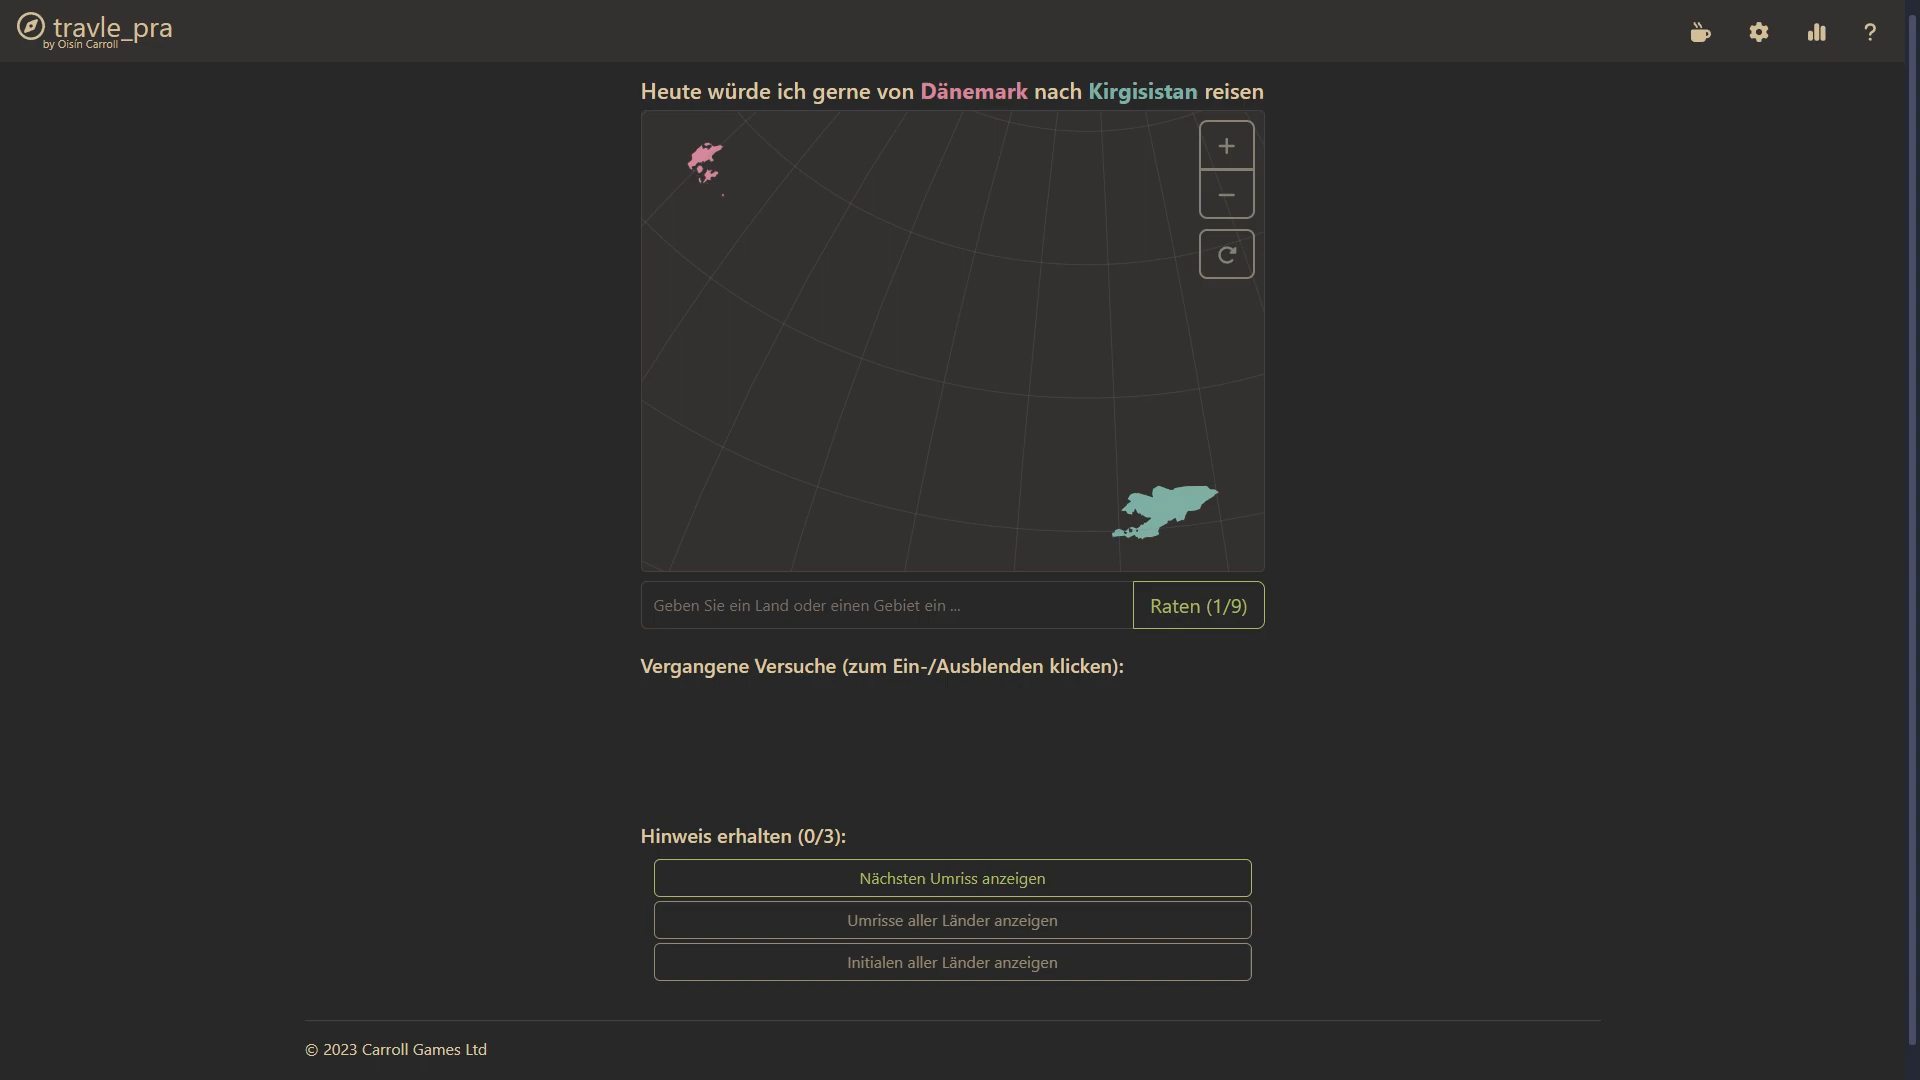 travle_pra
by Oisín Carroll
?
Heute würde ich gerne von Dänemark nach Kirgisistan reisen
+
−
Geben Sie ein Land oder einen Gebiet ein ...
Raten (1/9)
Vergangene Versuche (zum Ein-/Ausblenden klicken):
Hinweis erhalten (0/3):
Nächsten Umriss anzeigen
Umrisse aller Länder anzeigen
Initialen aller Länder anzeigen
© 2023 Carroll Games Ltd